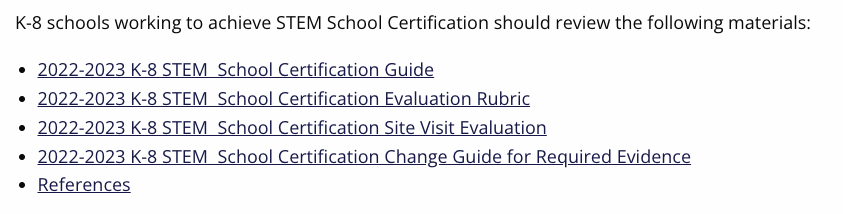 K-8 schools working to achieve STEM School Certification should review the following materials:
• 2022-2023 K-8 STEM  School Certification Guide
• 2022-2023 K-8 STEM  School Certification Evaluation Rubric
• 2022-2023 K-8 STEM  School Certification Site Visit Evaluation
• 2022-2023 K-8 STEM  School Certification Change Guide for Required Evidence
• References